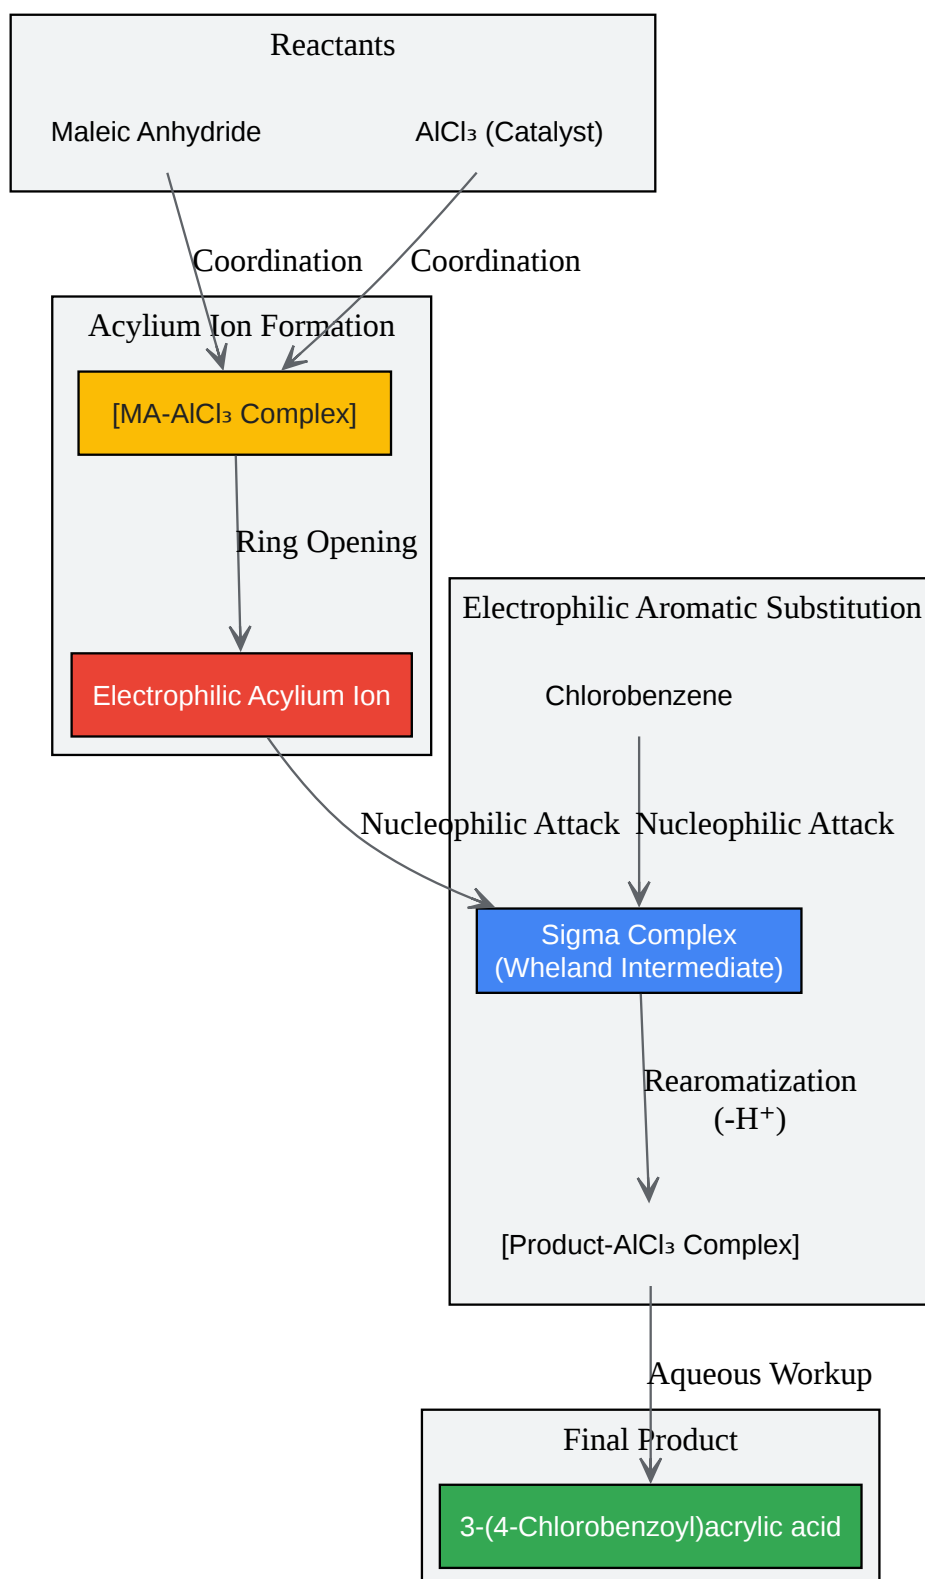 Reactants
Maleic Anhydride
AlCl₃ (Catalyst)
Coordination
Coordination
Acylium Ion Formation
[MA-AlCl₃ Complex]
Ring Opening
Electrophilic Aromatic Substitution
Electrophilic Acylium Ion
Chlorobenzene
Nucleophilic Attack
Nucleophilic Attack
Sigma Complex
(Wheland Intermediate)
Rearomatization
(-H⁺)
[Product-AlCl₃ Complex]
Aqueous Workup
Final Product
3-(4-Chlorobenzoyl)acrylic acid